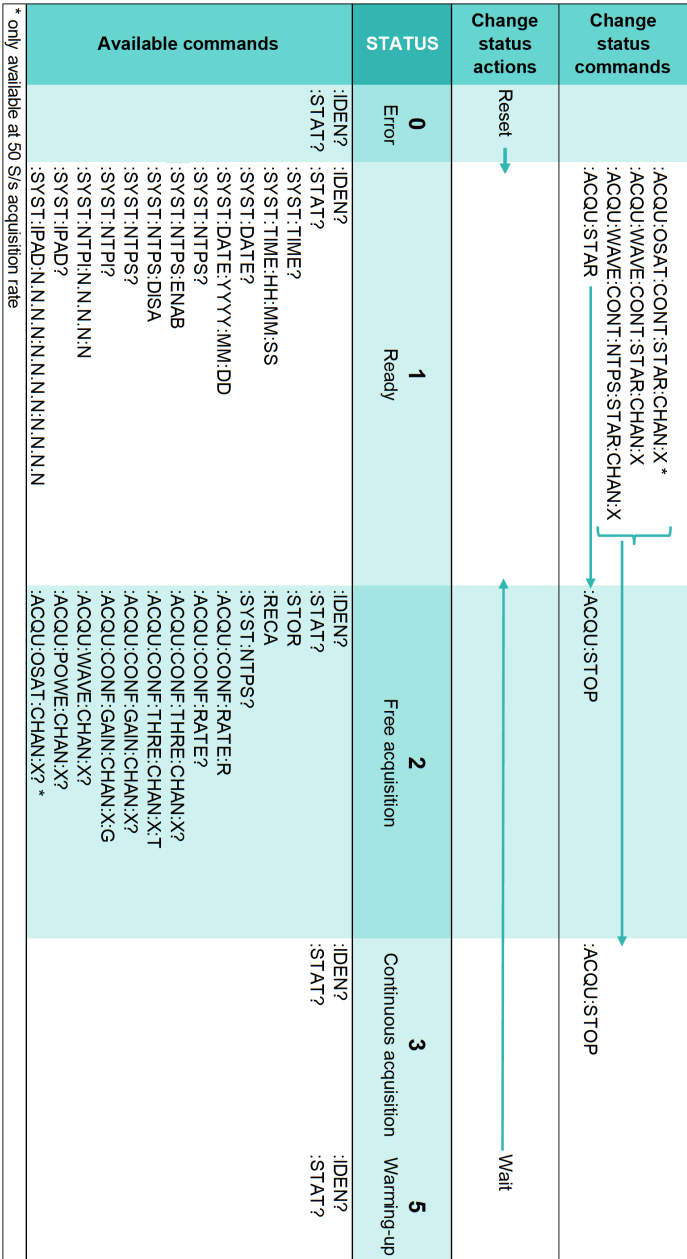 Change status commands
:ACQU:OSAT:CONT:STAR:CHAN:X *
:ACQU:WAVE:CONT:STAR:CHAN:X
:ACQU:WAVE:CONT:NTPS:STAR:CHAN:X
:ACQU:STAR
:ACQU:STOP
:ACQU:STOP
Change status actions
Reset
Wait
STATUS
0
Error
1
Ready
2
Free acquisition
3
Continuous acquisition
5
Warming-up
Available commands
:IDEN?
:STAT?
:IDEN?
:STAT?
:SYST:TIME?
:SYST:TIME:HH:MM:SS
:SYST:DATE?
:SYST:DATE:YYYY:MM:DD
:SYST:NTPS?
:SYST:NTPS:ENAB
:SYST:NTPS:DISA
:SYST:NTPS?
:SYST:NTPI?
:SYST:NTPI:N.N.N.N:N
:SYST:IPAD?
:SYST:IPAD:N.N.N.N:N.N.N.N:N.N.N.N
:IDEN?
:STAT?
:STOR
:RECA
:SYST:NTPS?
:ACQU:CONF:RATE:R
:ACQU:CONF:RATE?
:ACQU:CONF:THRE:CHAN:X?
:ACQU:CONF:THRE:CHAN:X:T
:ACQU:CONF:GAIN:CHAN:X?
:ACQU:CONF:GAIN:CHAN:X:G
:ACQU:WAVE:CHAN:X?
:ACQU:POWE:CHAN:X?
:ACQU:OSAT:CHAN:X? *
:IDEN?
:STAT?
:IDEN?
:STAT?
* only available at 50 S/s acquisition rate